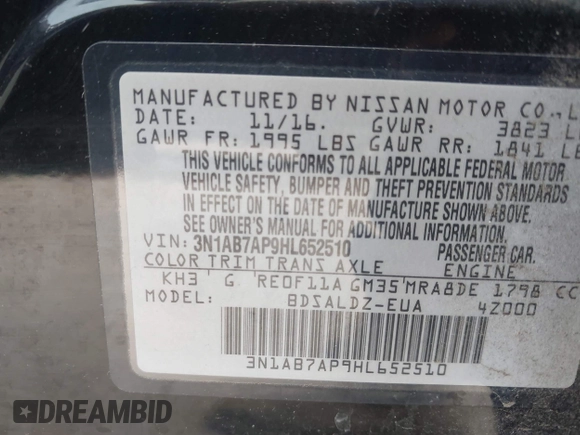 MANUFACTURED BY NISSAN MOTOR CO., L
DATE: 11/16. GVWR: 3823 L
GAWR FR: 1995 LBS GAWR RR: 1841 LB
THIS VEHICLE CONFORMS TO ALL APPLICABLE FEDERAL MOTOR
VEHICLE SAFETY, BUMPER AND THEFT PREVENTION STANDARDS
IN EFFECT ON THE DATE OF MANUFACTURE SHOWN ABOVE.
SEE OWNER'S MANUAL FOR ADDITIONAL INFORMATION.
VIN: 3N1AB7AP9HL652510 PASSENGER CAR.
COLOR TRIM TRANS AXLE ENGINE
KH3 ' G 'RE0F11A GM35'MRA8DE 1798 CC
MODEL: BDSALDZ-EUA 4Z000
3N1AB7AP9HL652510
DREAMBID